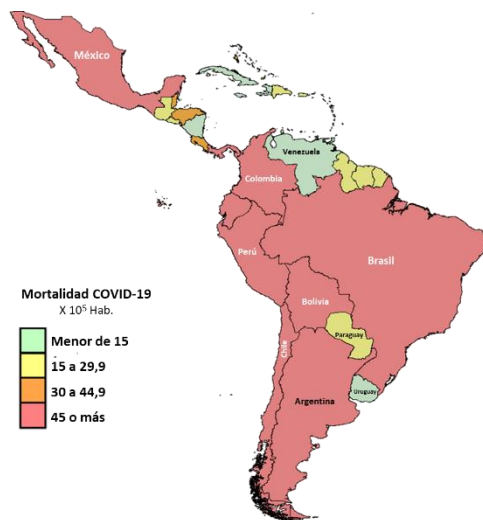 México
Venezuela
Colombia
Perú
Brasil
Bolivia
Paraguay
Chile
Argentina
Uruguay
Mortalidad COVID-19
X 10⁵ Hab.
Menor de 15
15 a 29,9
30 a 44,9
45 o más